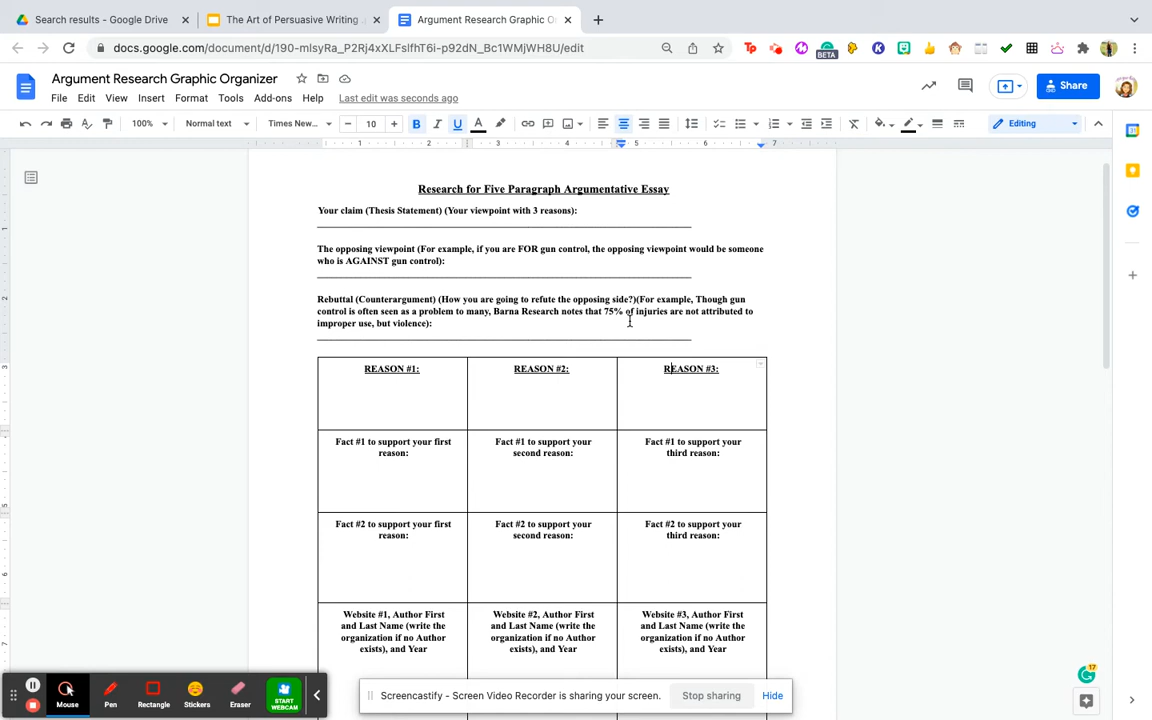 Search results - Google Drive
The Art of Persuasive Writing
Argument Research Graphic O
docs.google.com/document/d/190-mlsyRa_P2Rj4xXLFslfhT6i-p92dN_Bc1WMjWH8U/edit
BETA
Argument Research Graphic Organizer
File Edit View Insert Format Tools Add-ons Help Last edit was seconds ago
Share
100% Normal text Times New... 10 B I U A Editing
1 2 3 4 5 6 7
Research for Five Paragraph Argumentative Essay
Your claim (Thesis Statement) (Your viewpoint with 3 reasons):
The opposing viewpoint (For example, if you are FOR gun control, the opposing viewpoint would be someone
who is AGAINST gun control):
Rebuttal (Counterargument) (How you are going to refute the opposing side?)(For example, Though gun
control is often seen as a problem to many, Barna Research notes that 75% of injuries are not attributed to
improper use, but violence):
REASON #1: REASON #2: REASON #3:
Fact #1 to support your first
reason:
Fact #1 to support your
second reason:
Fact #1 to support your
third reason:
Fact #2 to support your first
reason:
Fact #2 to support your
second reason:
Fact #2 to support your
third reason:
Website #1, Author First
and Last Name (write the
organization if no Author
exists), and Year
Website #2, Author First
and Last Name (write the
organization if no Author
exists), and Year
Website #3, Author First
and Last Name (write the
organization if no Author
exists), and Year
Mouse Pen Rectangle Stickers Eraser START
WEBCAM
Screencastify - Screen Video Recorder is sharing your screen. Stop sharing Hide
17